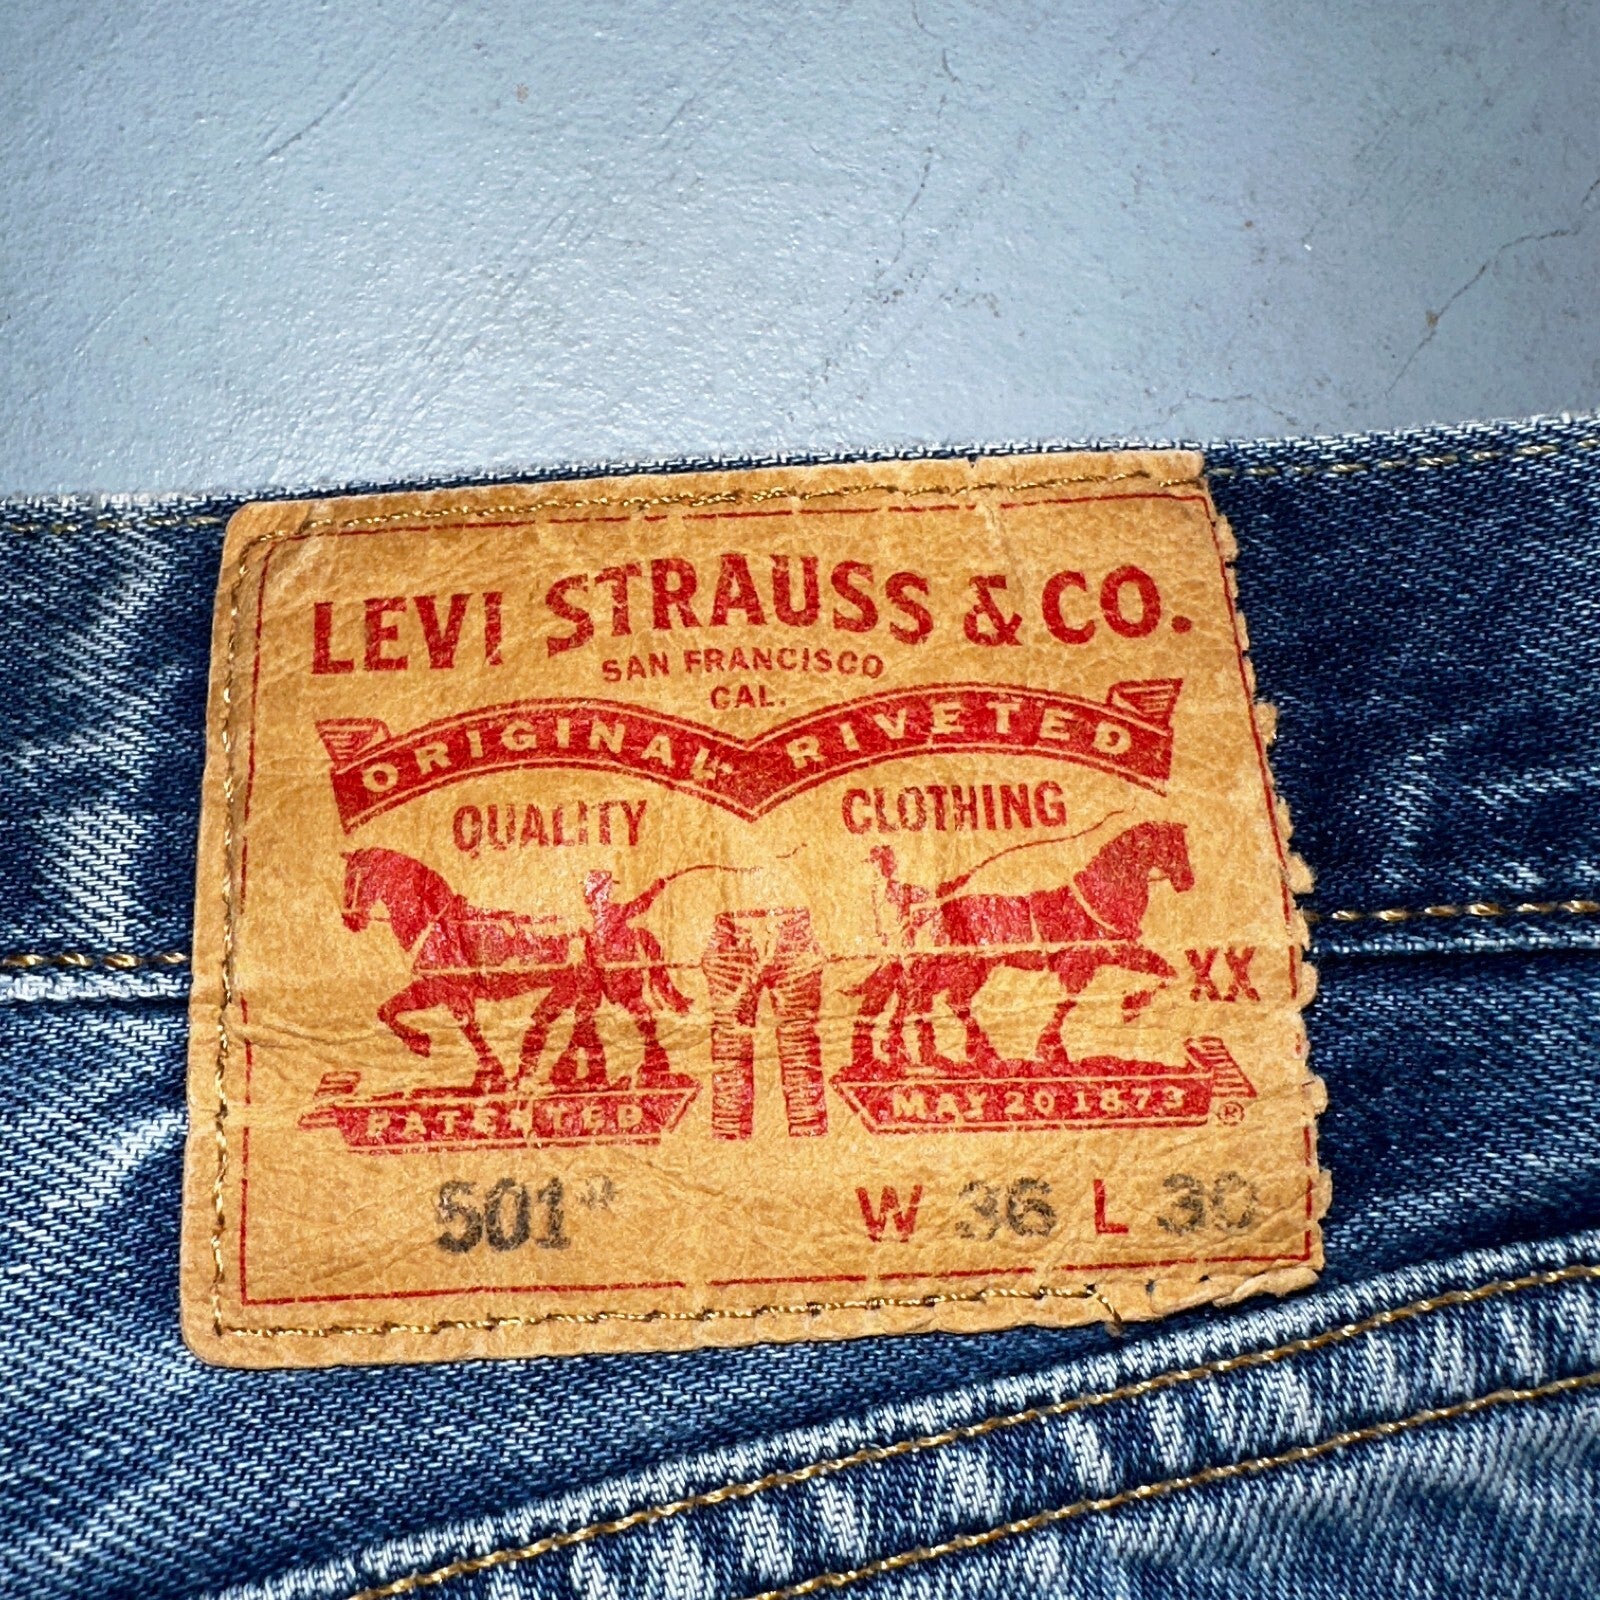 LEVI STRAUSS & CO.
SAN FRANCISCO
CAL.
ORIGINAL RIVETED
QUALITY CLOTHING
XX
PATENTED MAY 20 1873 ®
501® W 36 L 30